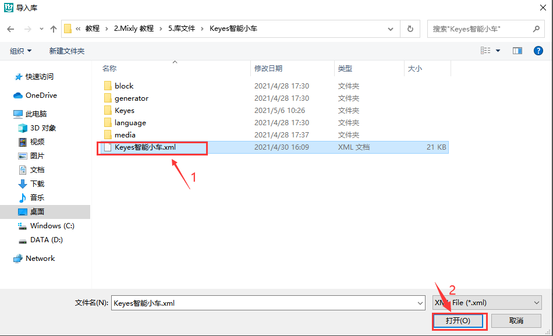 导入库
« 教程 › 2.Mixly 教程 › 5.库文件 › Keyes智能小车
搜索"Keyes智能小车"
组织 新建文件夹
名称 修改日期 类型 大小
快速访问
OneDrive
此电脑
3D 对象
视频
图片
文档
下载
音乐
桌面
Windows (C:)
DATA (D:)
Network
block 2021/4/28 17:30 文件夹
generator 2021/4/28 17:30 文件夹
Keyes 2021/5/6 10:26 文件夹
language 2021/4/28 17:30 文件夹
media 2021/4/28 17:37 文件夹
Keyes智能小车.xml 2021/4/30 16:09 XML 文档 21 KB
1
2
文件名(N): Keyes智能小车.xml
XML File (*.xml)
打开(O) 取消